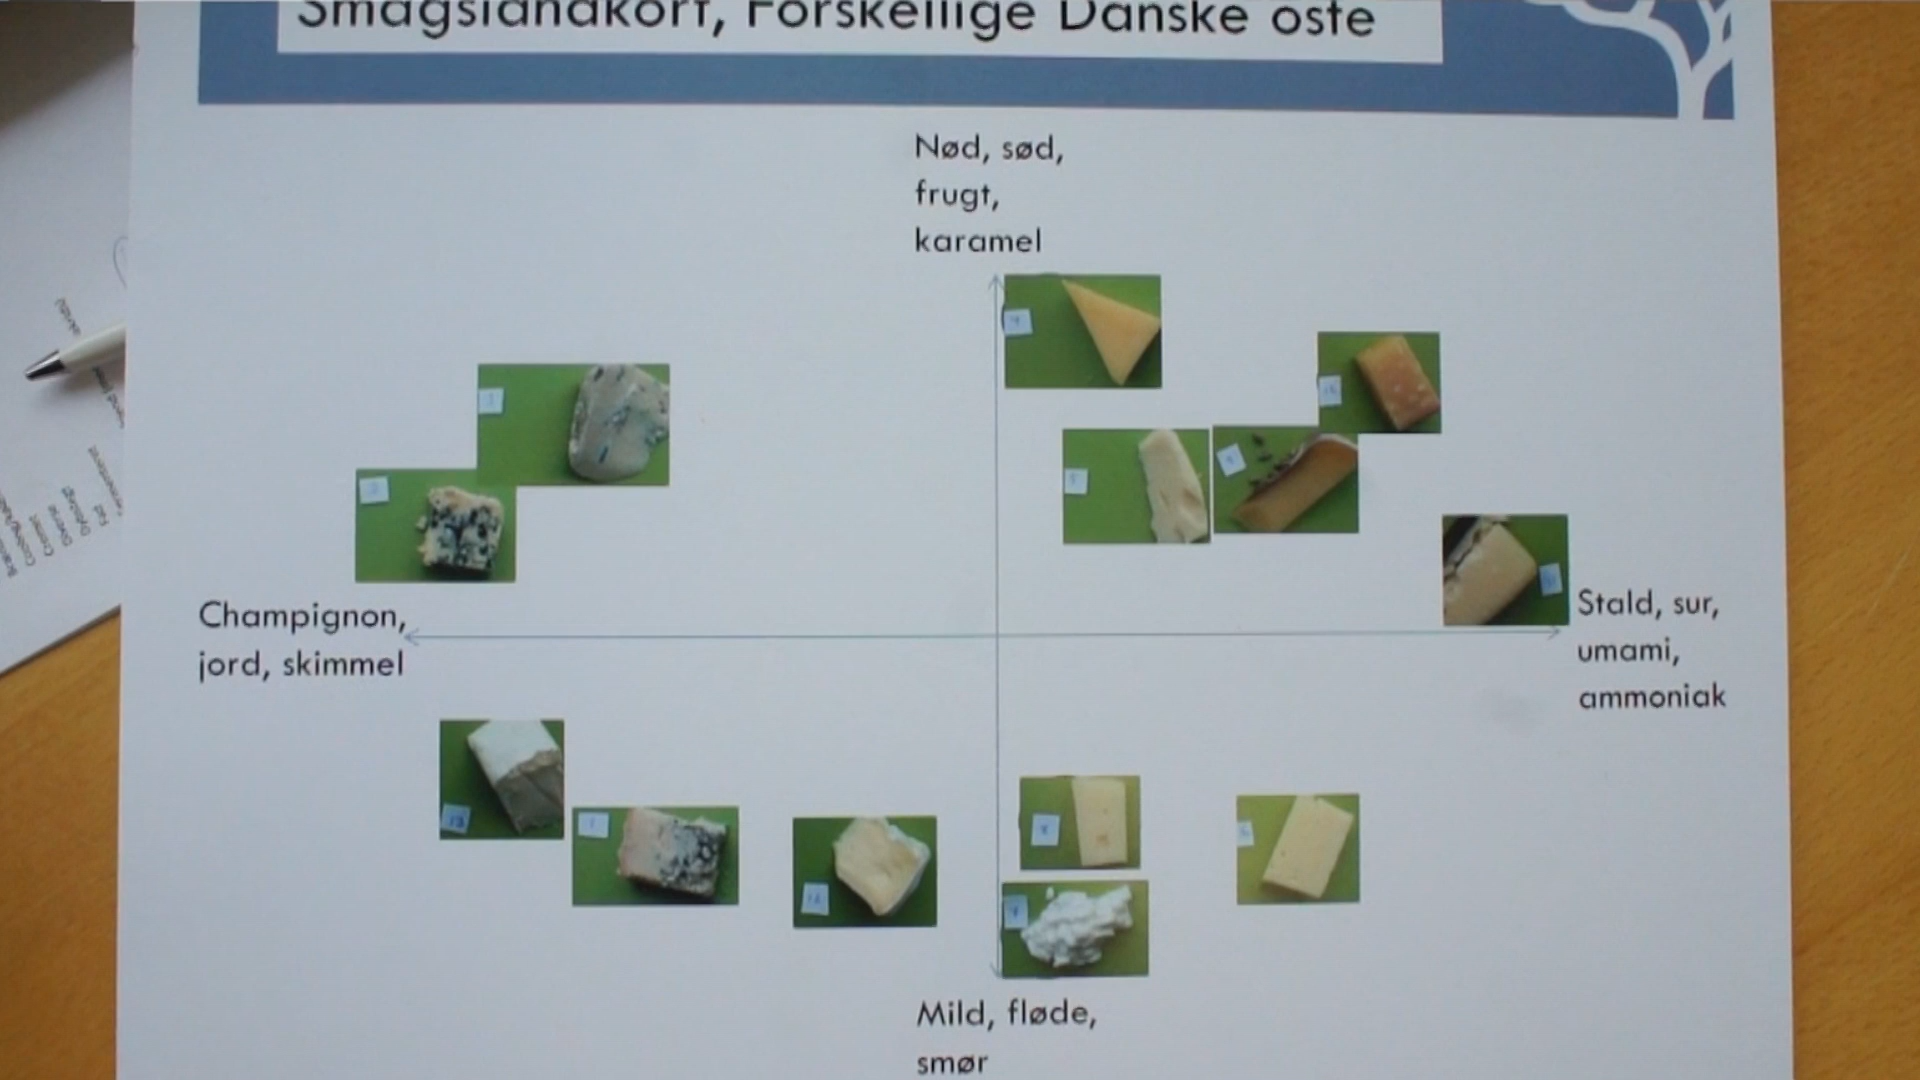 Smagslandkort, Forskellige Danske oste
Nød, sød,
frugt,
karamel
Champignon,
jord, skimmel
Stald, sur,
umami,
ammoniak
Mild, fløde,
smør